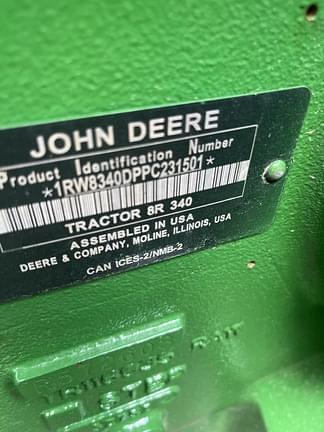 JOHN DEERE
Product Identification Number
*1RW8340DPPC231501*
TRACTOR 8R 340
ASSEMBLED IN USA
DEERE & COMPANY, MOLINE, ILLINOIS, USA
CAN ICES-2/NMB-2